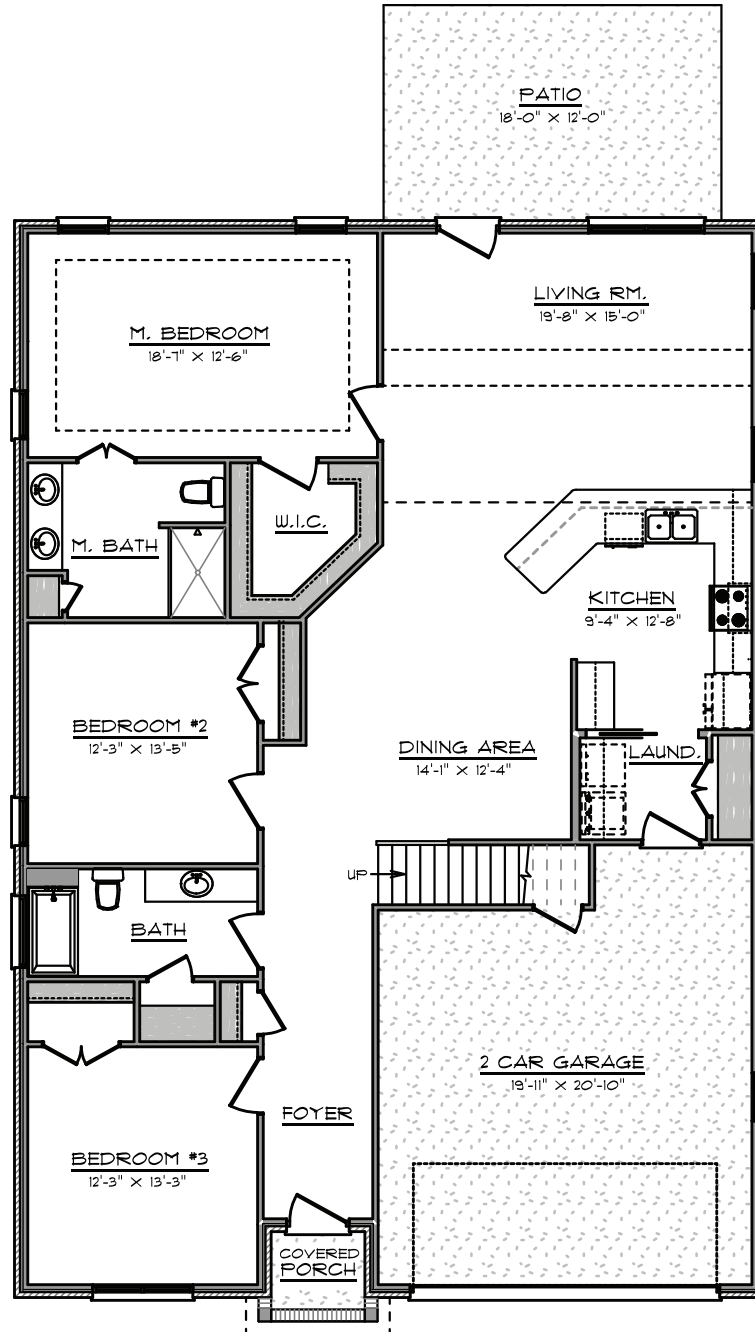 PATIO
18'-0" X 12'-0"
LIVING RM.
19'-8" X 15'-0"
M. BEDROOM
18'-7" X 12'-6"
W.I.C.
M. BATH
KITCHEN
9'-4" X 12'-8"
BEDROOM #2
12'-3" X 13'-5"
DINING AREA
14'-1" X 12'-4"
LAUND.
UP
BATH
2 CAR GARAGE
19'-11" X 20'-10"
FOYER
BEDROOM #3
12'-3" X 13'-3"
COVERED
PORCH